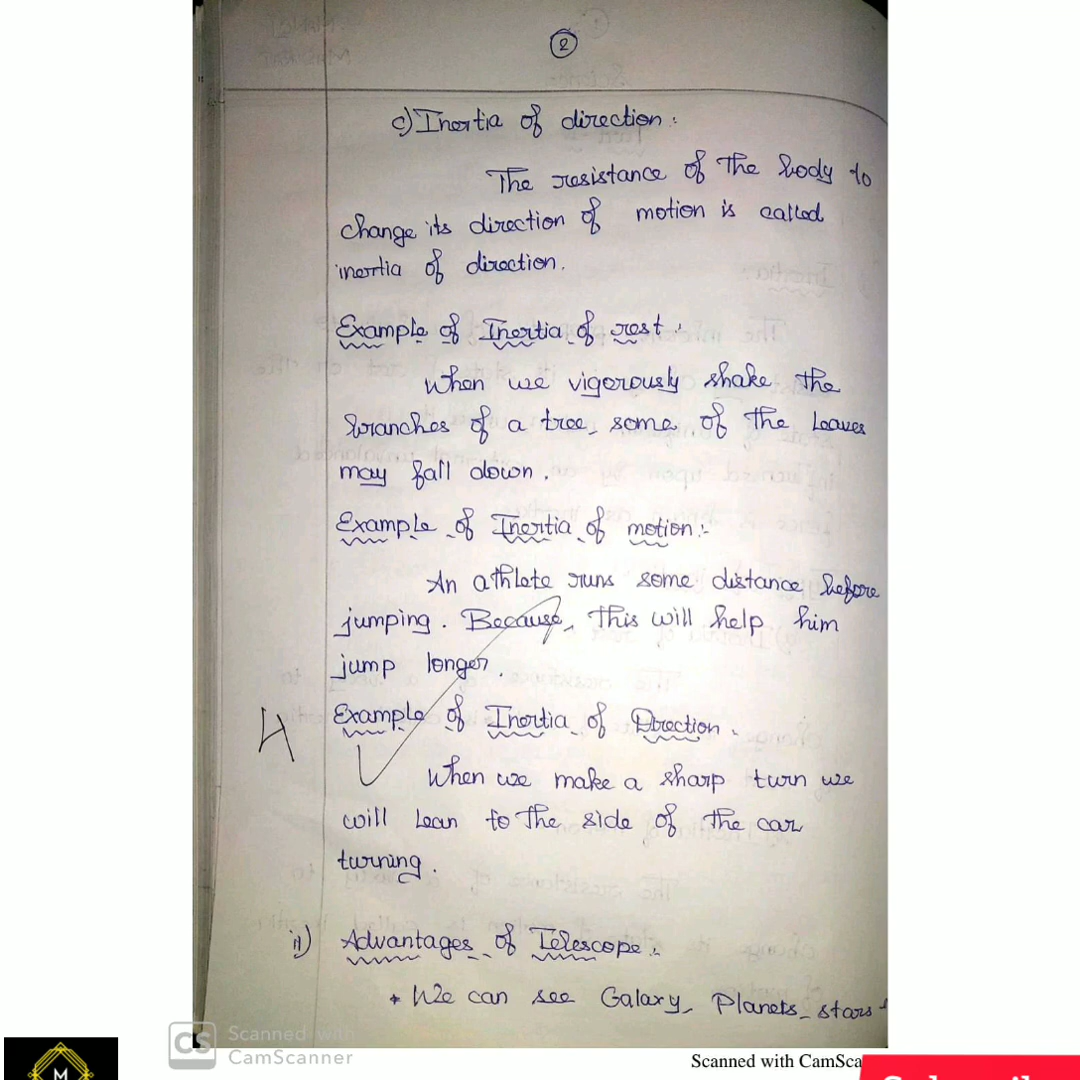 2
c) Inertia of direction :
The resistance of the body to
change its direction of motion is called
inertia of direction.
Example of Inertia of rest :
When we vigorously shake the
branches of a tree, some of the leaves
may fall down.
Example of Inertia of motion :-
An athlete runs some distance before
jumping. Because, this will help him
jump longer.
4
Example of Inertia of Direction.
When we make a sharp turn we
will lean to the side of the car
turning.
ii) Advantages of Telescope :
* We can see Galaxy, Planets, stars
CS Scanned with
CamScanner
Scanned with CamSca
M